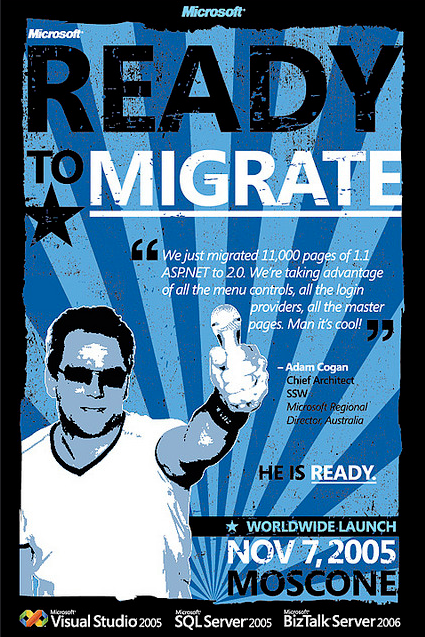 Microsoft
Microsoft
READY
TO MIGRATE
“We just migrated 11,000 pages of 1.1
ASP.NET to 2.0. We're taking advantage
of all the menu controls, all the login
providers, all the master
pages. Man it's cool!”
– Adam Cogan
Chief Architect
SSW
Microsoft Regional
Director, Australia
HE IS READY.
★ WORLDWIDE LAUNCH
NOV 7, 2005
MOSCONE
Microsoft Visual Studio 2005 Microsoft SQL Server 2005 Microsoft BizTalk Server 2006